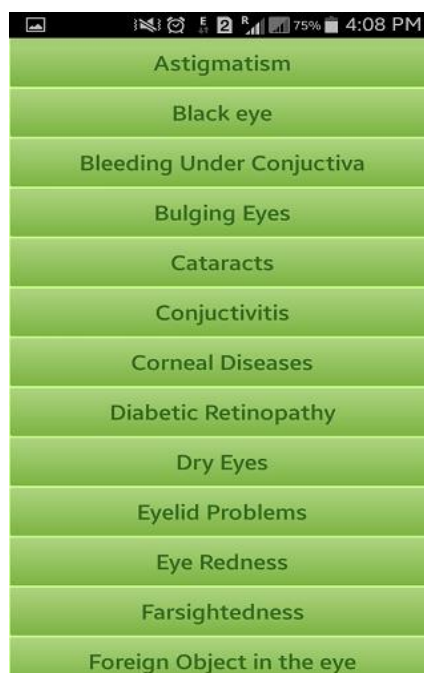 E 2 R 75% 4:08 PM
Astigmatism
Black eye
Bleeding Under Conjuctiva
Bulging Eyes
Cataracts
Conjuctivitis
Corneal Diseases
Diabetic Retinopathy
Dry Eyes
Eyelid Problems
Eye Redness
Farsightedness
Foreign Object in the eye